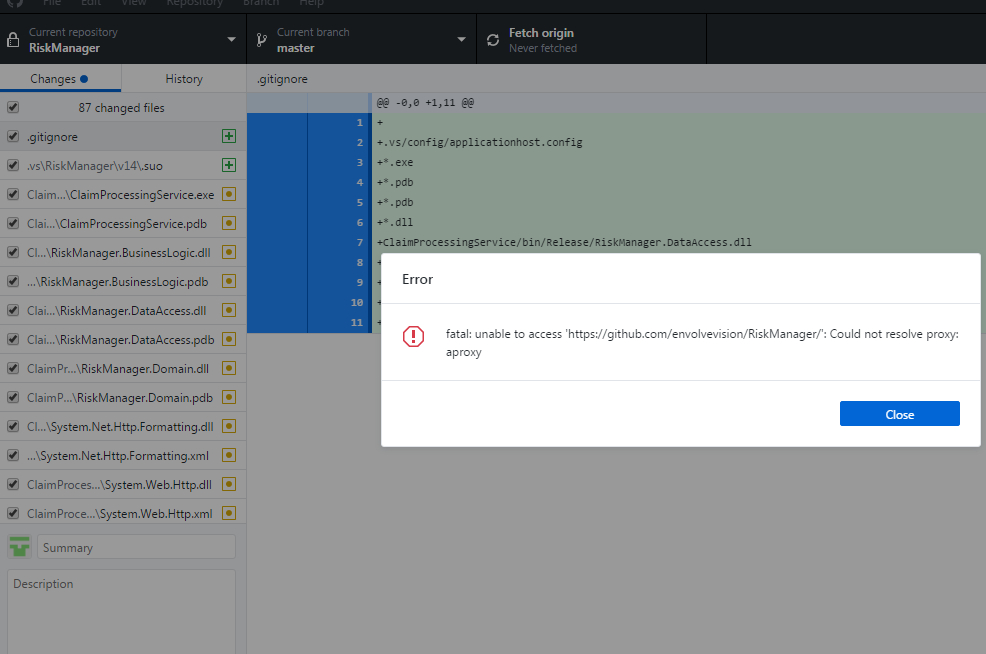 File Edit View Repository Branch Help
Current repository
RiskManager
Current branch
master
Fetch origin
Never fetched
Changes
History
.gitignore
87 changed files
.gitignore
.vs\RiskManager\v14\.suo
Claim...\ClaimProcessingService.exe
Clai...\ClaimProcessingService.pdb
Cl...\RiskManager.BusinessLogic.dll
...\RiskManager.BusinessLogic.pdb
Clai...\RiskManager.DataAccess.dll
Clai...\RiskManager.DataAccess.pdb
ClaimPr...\RiskManager.Domain.dll
ClaimP...\RiskManager.Domain.pdb
Cl...\System.Net.Http.Formatting.dll
...\System.Net.Http.Formatting.xml
ClaimProces...\System.Web.Http.dll
ClaimProce...\System.Web.Http.xml
Summary
Description
@@ -0,0 +1,11 @@
1 +
2 +.vs/config/applicationhost.config
3 +*.exe
4 +*.pdb
5 +*.pdb
6 +*.dll
7 +ClaimProcessingService/bin/Release/RiskManager.DataAccess.dll
8 +
9 +
10 +
11 +
Error
fatal: unable to access 'https://github.com/envolvevision/RiskManager/': Could not resolve proxy:
aproxy
Close